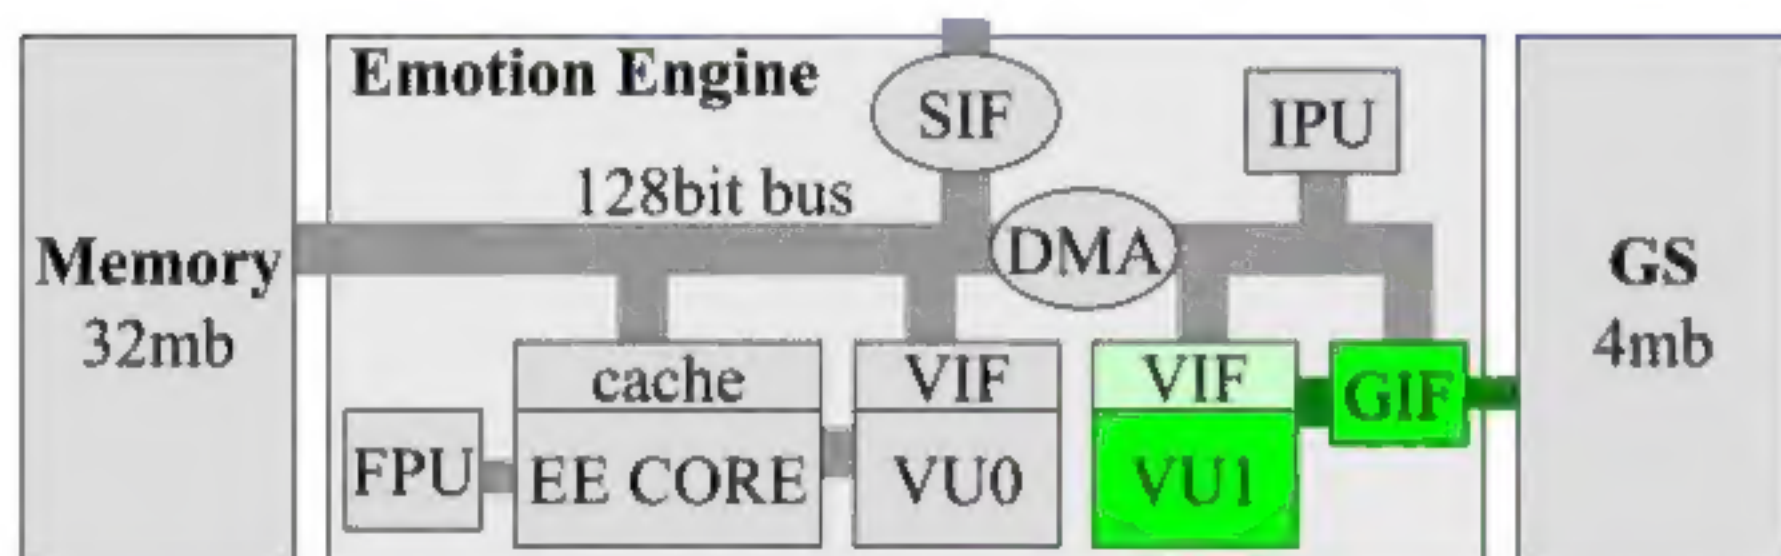 Emotion Engine
SIF
IPU
128bit bus
DMA
Memory
32mb
GS
4mb
cache
VIF
VIF
GIF
FPU
EE CORE
VU0
VU1